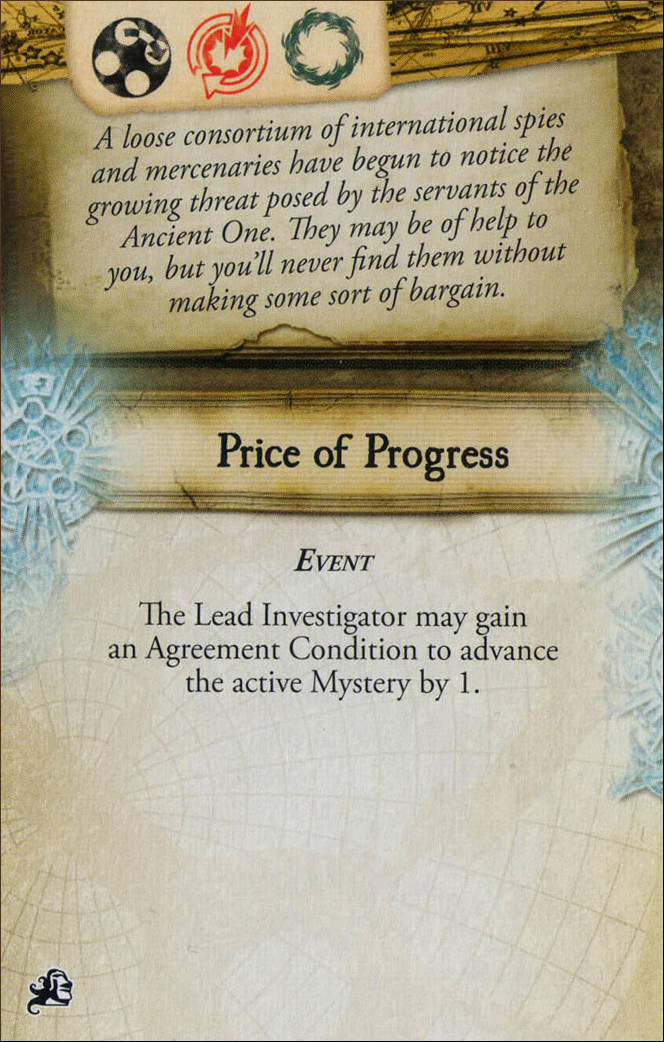 A loose consortium of international spies
and mercenaries have begun to notice the
growing threat posed by the servants of the
Ancient One. They may be of help to
you, but you'll never find them without
making some sort of bargain.
Price of Progress
EVENT
The Lead Investigator may gain
an Agreement Condition to advance
the active Mystery by 1.